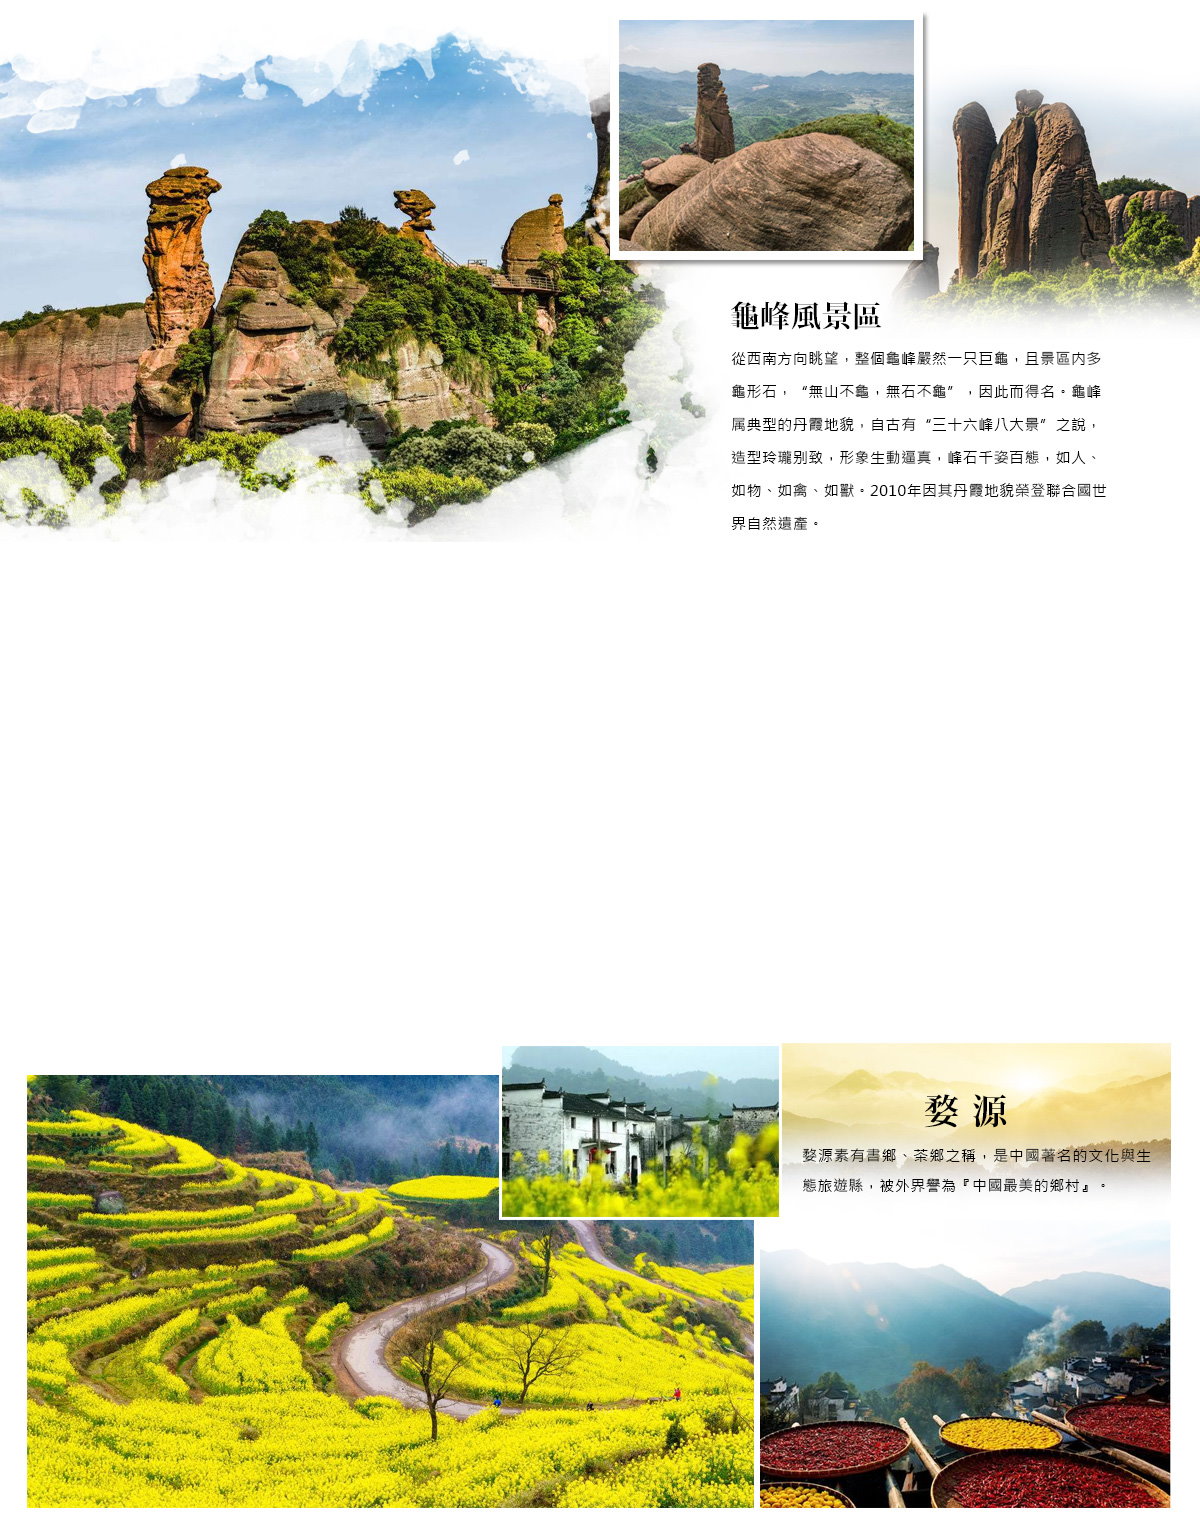 龜峰風景區
從西南方向眺望，整個龜峰嚴然一只巨龜，且景區内多
龜形石，“無山不龜，無石不龜”，因此而得名。龜峰
属典型的丹霞地貌，自古有“三十六峰八大景”之說，
造型玲瓏别致，形象生動逼真，峰石千姿百態，如人、
如物、如禽、如獸。2010年因其丹霞地貌榮登聯合國世
界自然遺產。
婺源
婺源素有書鄉、茶鄉之稱，是中國著名的文化與生
態旅遊縣，被外界譽為『中國最美的鄉村』。